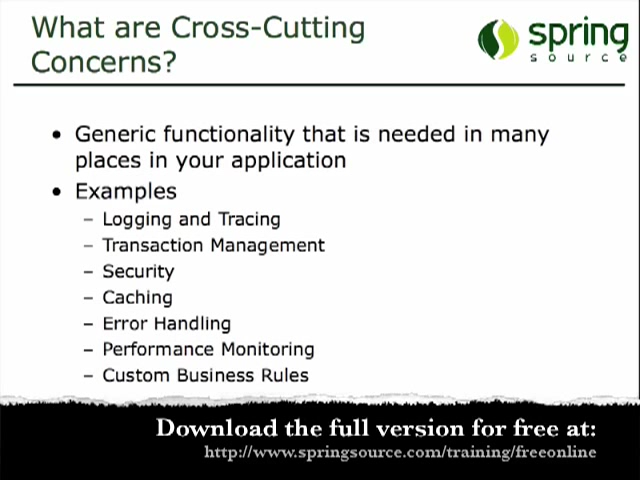 What are Cross-Cutting
Concerns?
spring
source
• Generic functionality that is needed in many
places in your application
• Examples
– Logging and Tracing
– Transaction Management
– Security
– Caching
– Error Handling
– Performance Monitoring
– Custom Business Rules
Download the full version for free at:
http://www.springsource.com/training/freeonline